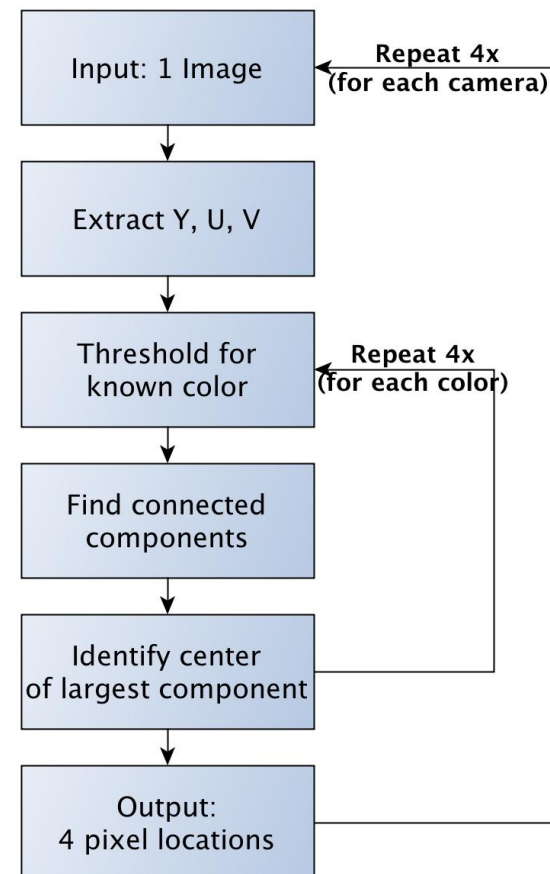 Input: 1 Image
Repeat 4x
(for each camera)
Extract Y, U, V
Threshold for
known color
Repeat 4x
(for each color)
Find connected
components
Identify center
of largest component
Output:
4 pixel locations